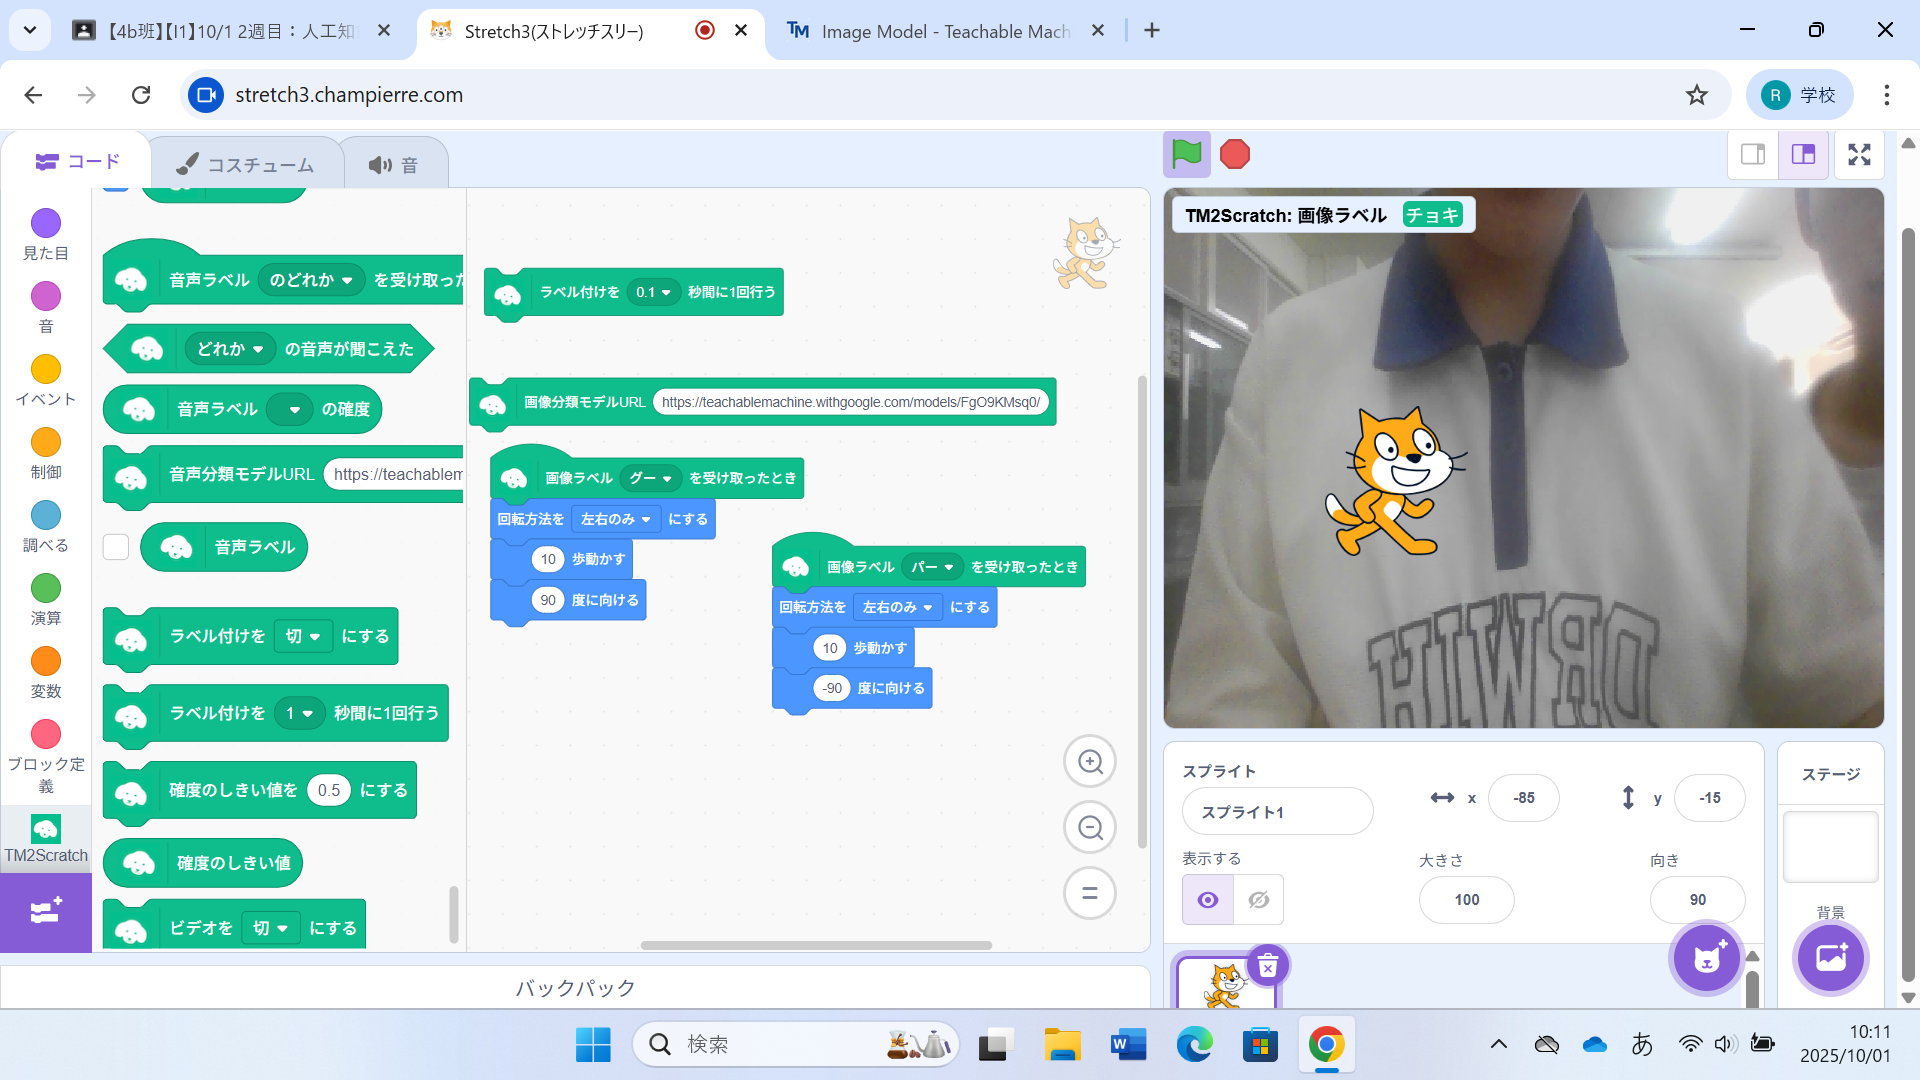 【4b班】【I1】10/1 2週目：人工知
Stretch3(ストレッチスリー)
Image Model - Teachable Mach
stretch3.champierre.com
R 学校
コード
コスチューム
音
見た目
音
イベント
制御
調べる
演算
変数
ブロック定義
TM2Scratch
音声ラベル のどれか を受け取った
どれか の音声が聞こえた
音声ラベル の確度
音声分類モデルURL https://teachablem
音声ラベル
ラベル付けを 切 にする
ラベル付けを 1 秒間に1回行う
確度のしきい値を 0.5 にする
確度のしきい値
ビデオを 切 にする
ラベル付けを 0.1 秒間に1回行う
画像分類モデルURL https://teachablemachine.withgoogle.com/models/FgO9KMsq0/
画像ラベル グー を受け取ったとき
回転方法を 左右のみ にする
10 歩動かす
90 度に向ける
画像ラベル パー を受け取ったとき
回転方法を 左右のみ にする
10 歩動かす
-90 度に向ける
バックパック
TM2Scratch: 画像ラベル チョキ
スプライト
スプライト1
x -85
y -15
表示する
大きさ
100
向き
90
ステージ
背景
検索
あ
10:11
2025/10/01